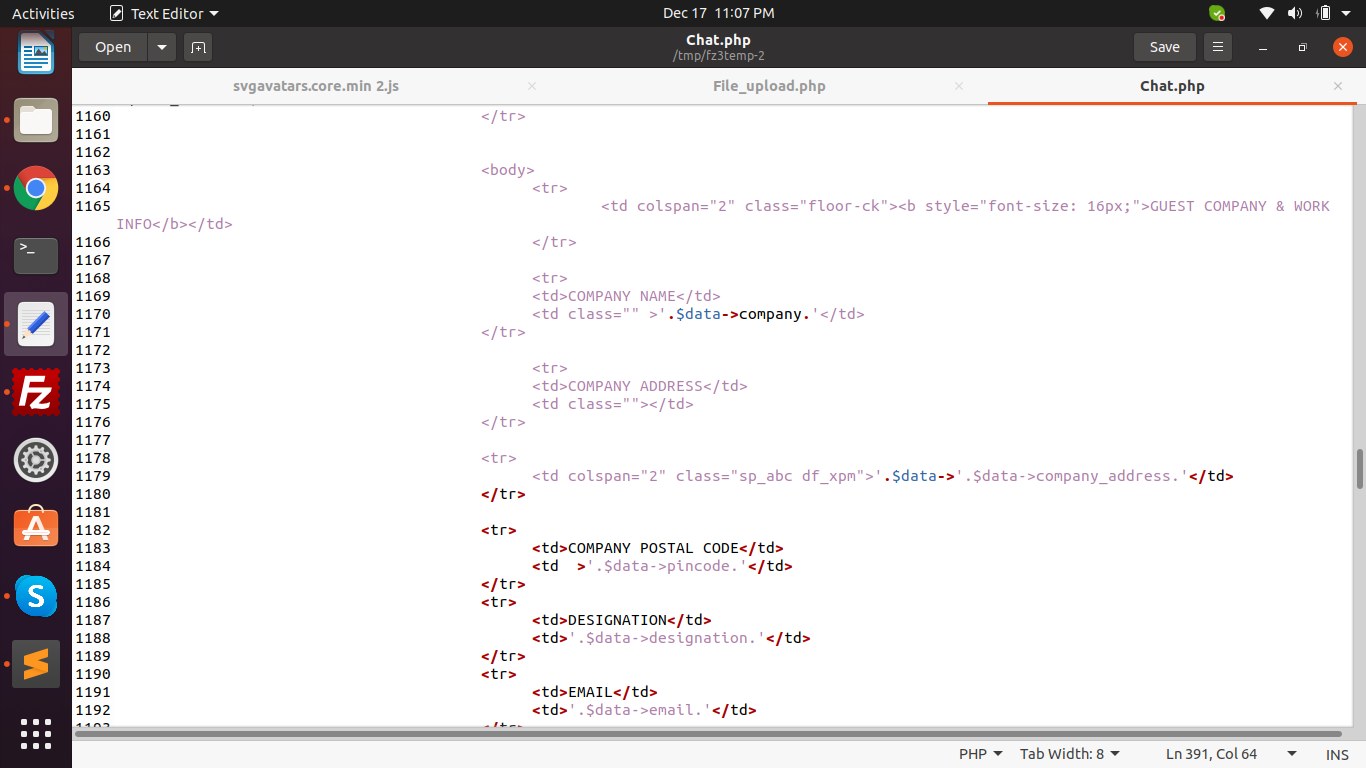 Activities Text Editor Dec 17 11:07 PM
Open Chat.php Save
/tmp/fz3temp-2
svgavatars.core.min 2.js File_upload.php Chat.php
1160 </tr>
1161
1162
1163 <body>
1164 <tr>
1165 <td colspan="2" class="floor-ck"><b style="font-size: 16px;">GUEST COMPANY & WORK
INFO</b></td>
1166 </tr>
1167
1168 <tr>
1169 <td>COMPANY NAME</td>
1170 <td class="" >'.$data->company.'</td>
1171 </tr>
1172
1173 <tr>
1174 <td>COMPANY ADDRESS</td>
1175 <td class=""></td>
1176 </tr>
1177
1178 <tr>
1179 <td colspan="2" class="sp_abc df_xpm">'.$data->'.$data->company_address.'</td>
1180 </tr>
1181
1182 <tr>
1183 <td>COMPANY POSTAL CODE</td>
1184 <td  >'.$data->pincode.'</td>
1185 </tr>
1186 <tr>
1187 <td>DESIGNATION</td>
1188 <td>'.$data->designation.'</td>
1189 </tr>
1190 <tr>
1191 <td>EMAIL</td>
1192 <td>'.$data->email.'</td>
1193 </tr>
PHP Tab Width: 8 Ln 391, Col 64 INS